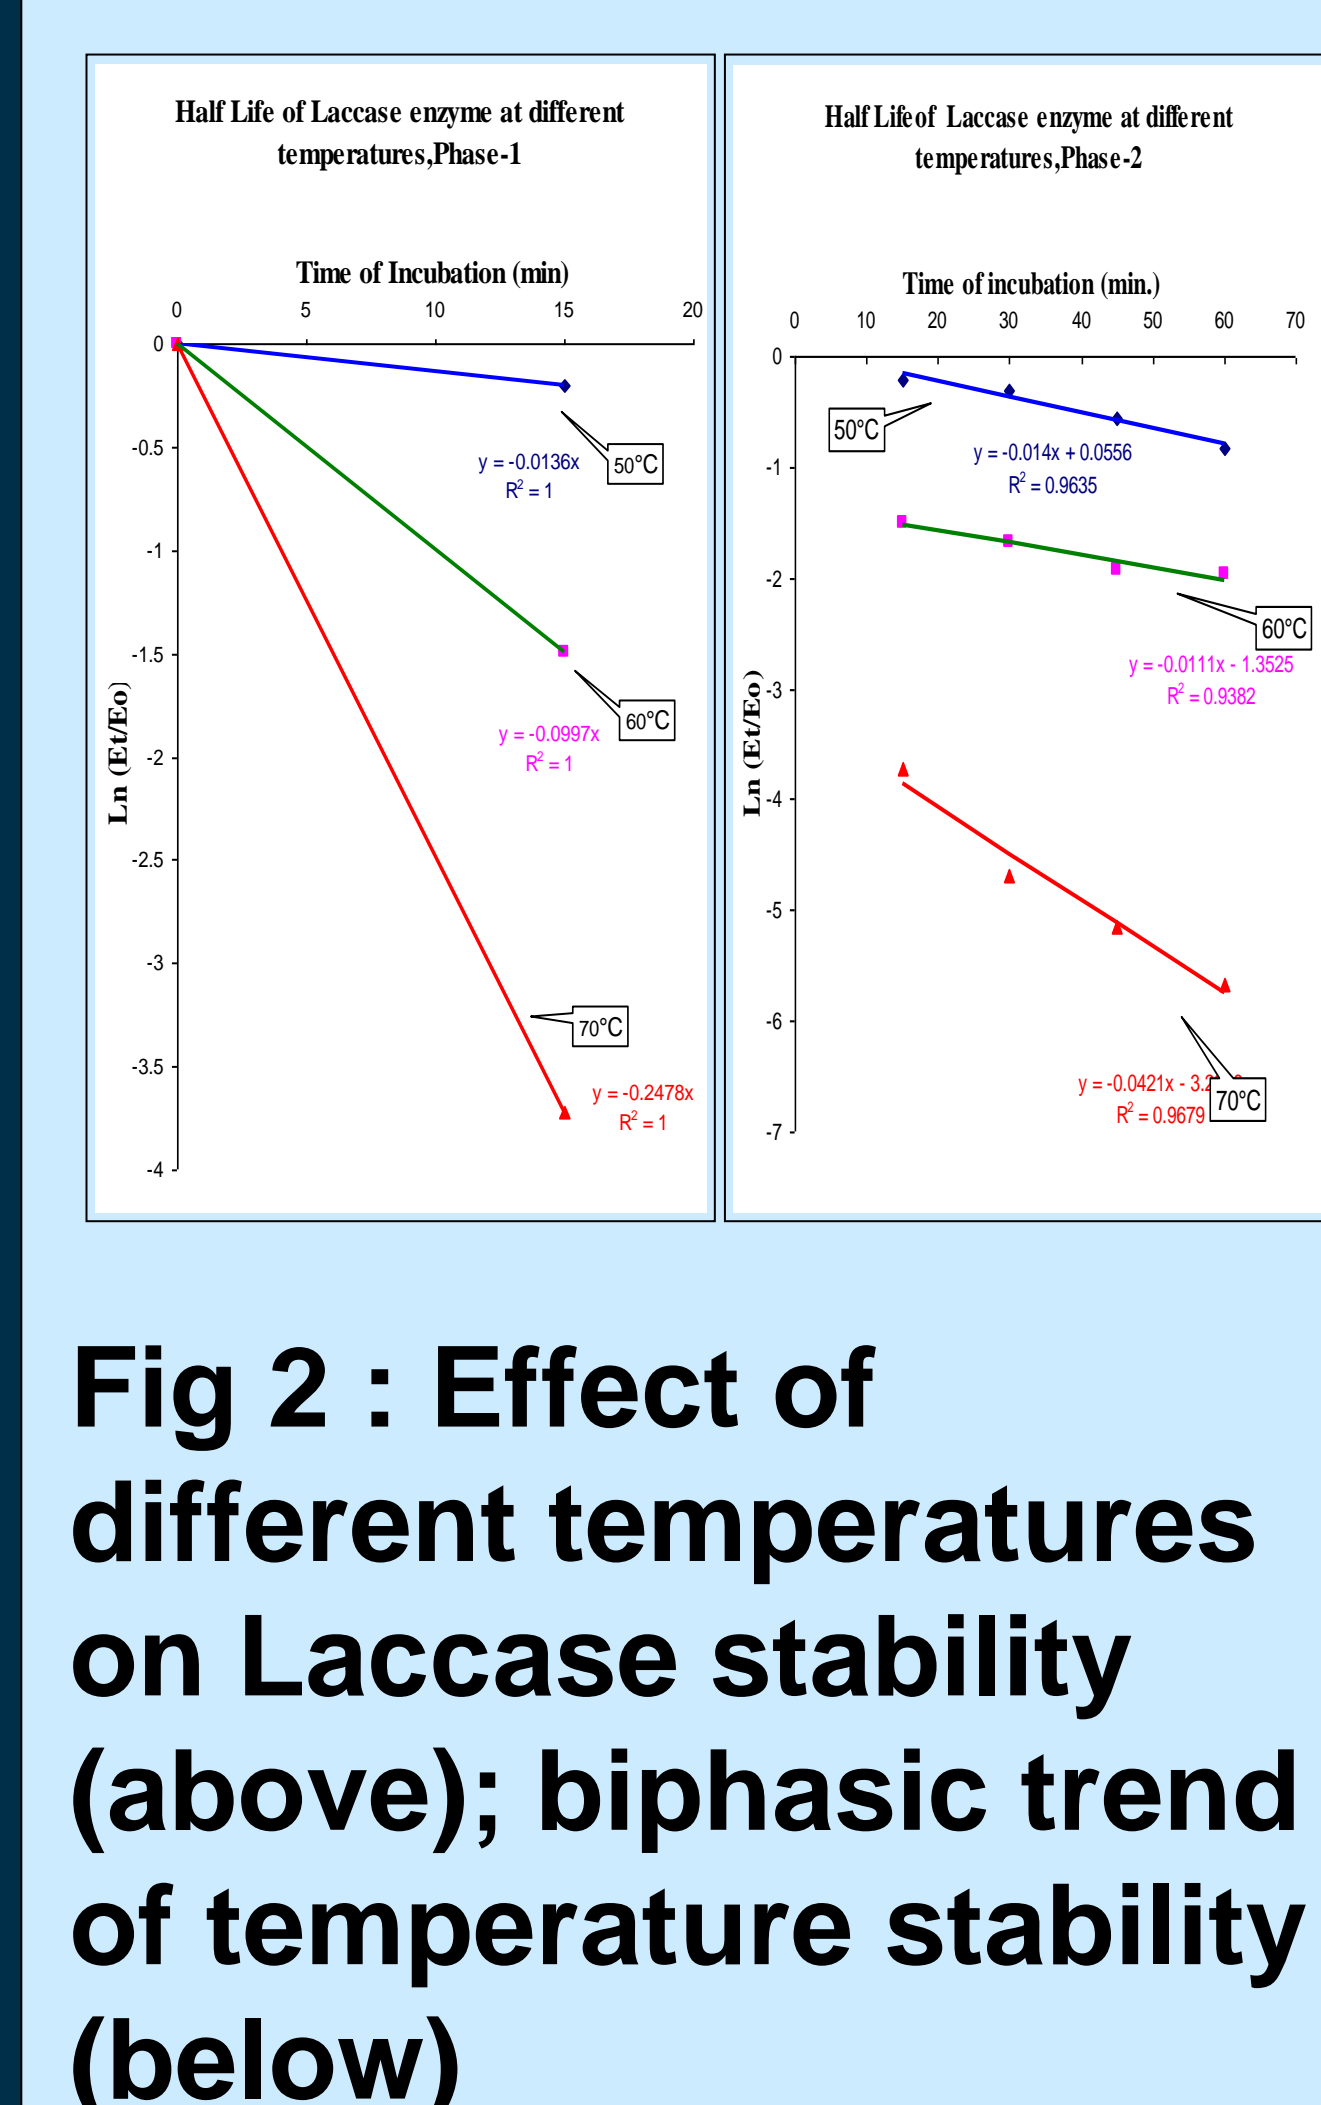 Half Life of Laccase enzyme at different
temperatures,Phase-1
Time of Incubation (min)
0 5 10 15 20
0
-0.5
-1
-1.5
-2
-2.5
-3
-3.5
-4
Ln (Et/Eo)
50°C
y = -0.0136x
R² = 1
60°C
y = -0.0997x
R² = 1
70°C
y = -0.2478x
R² = 1
Half Life of Laccase enzyme at different
temperatures,Phase-2
Time of incubation (min.)
0 10 20 30 40 50 60 70
0
-1
-2
-3
-4
-5
-6
-7
Ln (Et/Eo)
50°C
y = -0.014x + 0.0556
R² = 0.9635
60°C
y = -0.0111x - 1.3525
R² = 0.9382
y = -0.0421x -
R² = 0.9679
70°C
Fig 2 : Effect of
different temperatures
on Laccase stability
(above); biphasic trend
of temperature stability
(below)